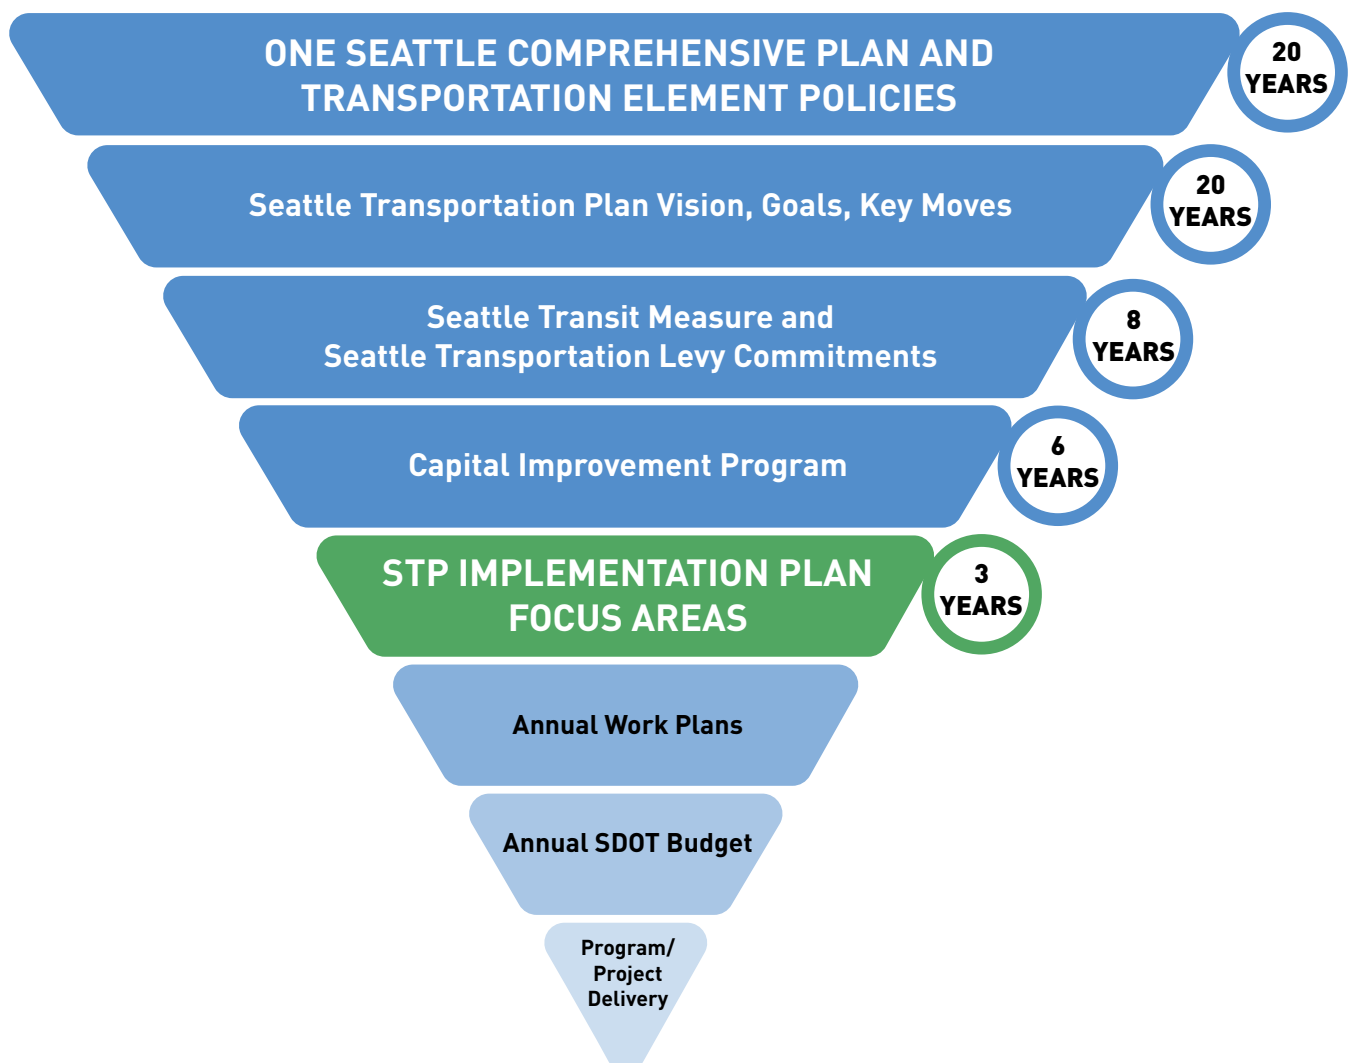 ONE SEATTLE COMPREHENSIVE PLAN AND
TRANSPORTATION ELEMENT POLICIES
20
YEARS
Seattle Transportation Plan Vision, Goals, Key Moves
20
YEARS
Seattle Transit Measure and
Seattle Transportation Levy Commitments
8
YEARS
Capital Improvement Program
6
YEARS
STP IMPLEMENTATION PLAN
FOCUS AREAS
3
YEARS
Annual Work Plans
Annual SDOT Budget
Program/
Project
Delivery